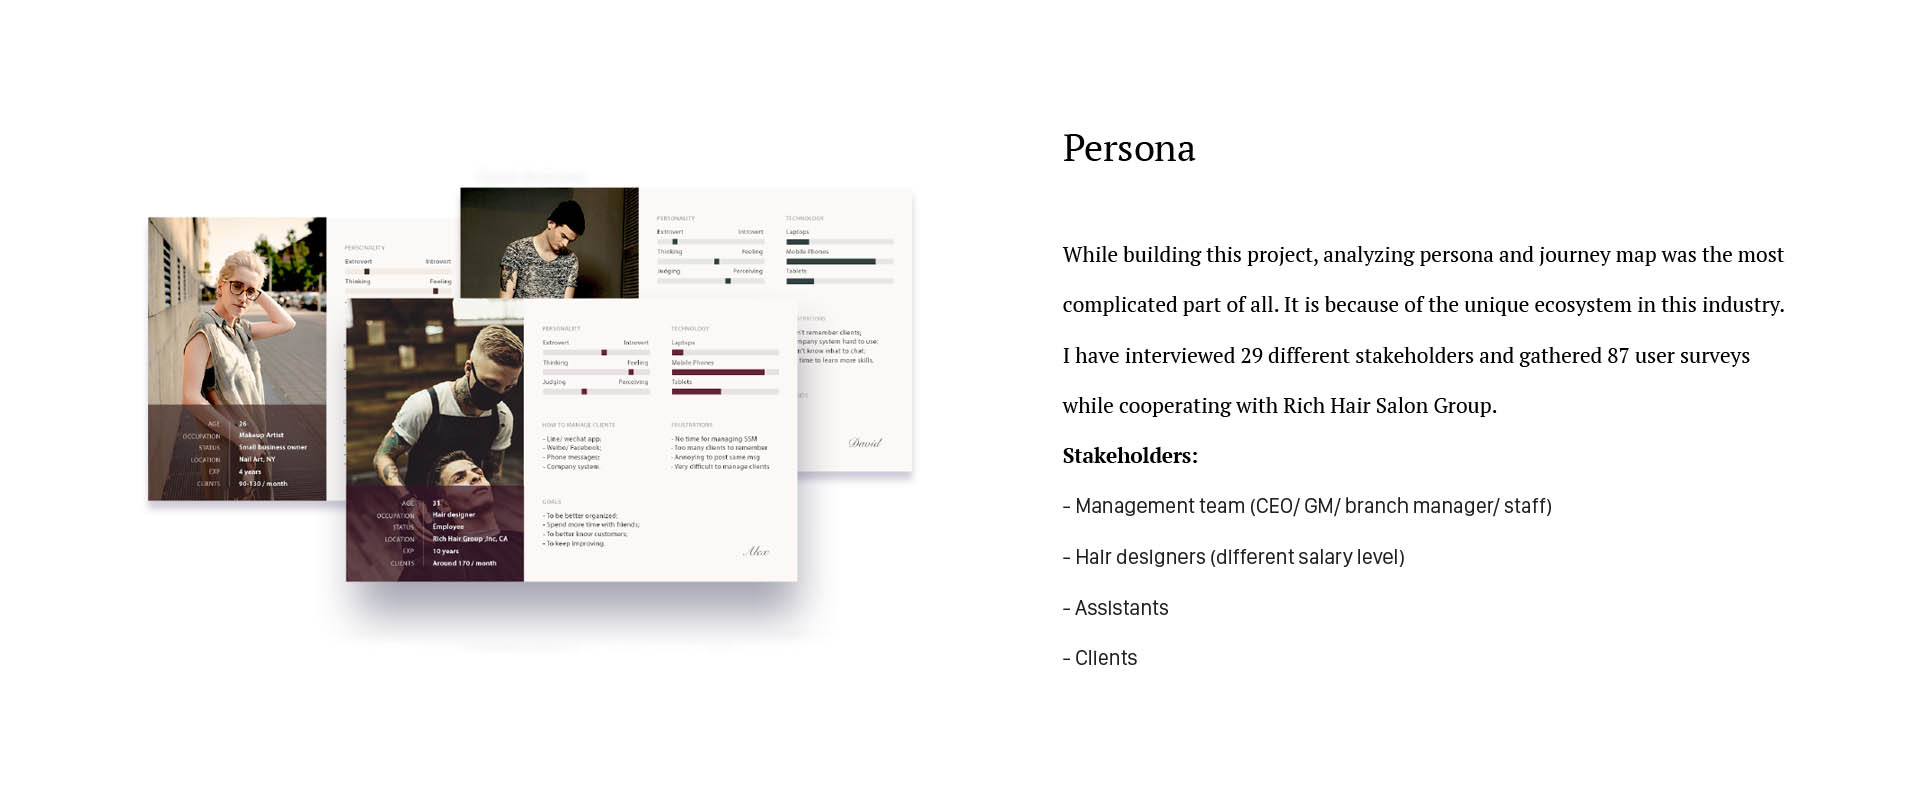 PERSONALITY
Extrovert Introvert
Thinking Feeling
AGE 26
OCCUPATION Makeup Artist
STATUS Small business owner
LOCATION Nail Art, NY
EXP 4 years
CLIENTS 90-130 / month
PERSONALITY
Extrovert Introvert
Thinking Feeling
Judging Perceiving
TECHNOLOGY
Laptops
Mobile Phones
Tablets
remember clients;
system hard to use;
know what to chat;
time to learn more skills.
David
PERSONALITY
Extrovert Introvert
Thinking Feeling
Judging Perceiving
TECHNOLOGY
Laptops
Mobile Phones
Tablets
HOW TO MANAGE CLIENTS
- Line/ wechat app;
- Weibo/ Facebook;
- Phone messages;
- Company system.
FRUSTRATIONS
- No time for managing SSM
- Too many clients to remember
- Annoying to post same msg
- Very difficult to manage clients
GOALS
- To be better organized;
- Spend more time with friends;
- To better know customers;
- To keep improving.
Alex
AGE 31
OCCUPATION Hair designer
STATUS Employee
LOCATION Rich Hair Group ,Inc, CA
EXP 10 years
CLIENTS Around 170 / month
Persona
While building this project, analyzing persona and journey map was the most
complicated part of all. It is because of the unique ecosystem in this industry.
I have interviewed 29 different stakeholders and gathered 87 user surveys
while cooperating with Rich Hair Salon Group.
Stakeholders:
- Management team (CEO/ GM/ branch manager/ staff)
- Hair designers (different salary level)
- Assistants
- Clients